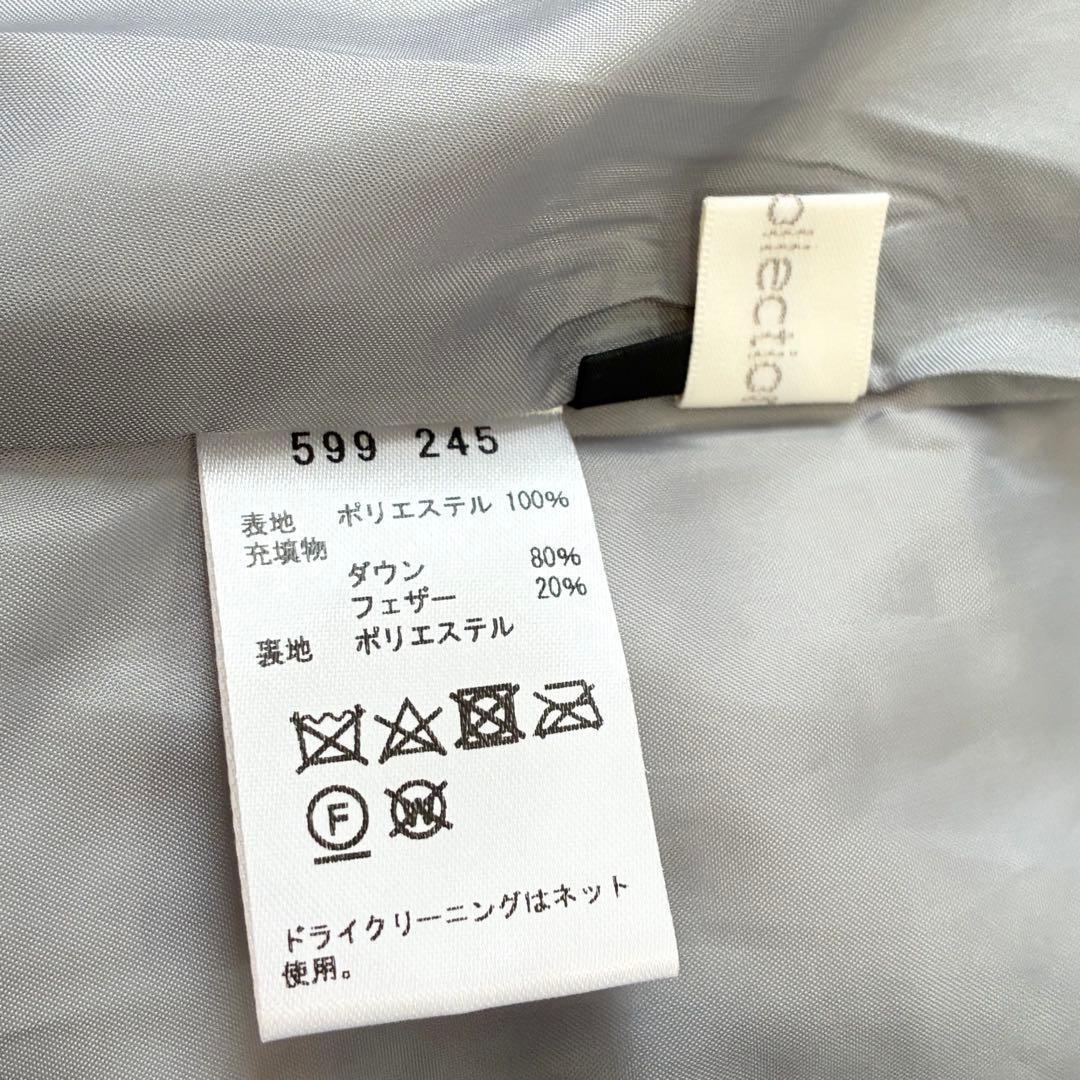 ollection
599 245
表地 ポリエステル 100%
充填物
ダウン 80%
フェザー 20%
裏地 ポリエステル
F W
ドライクリーニングはネット
使用。